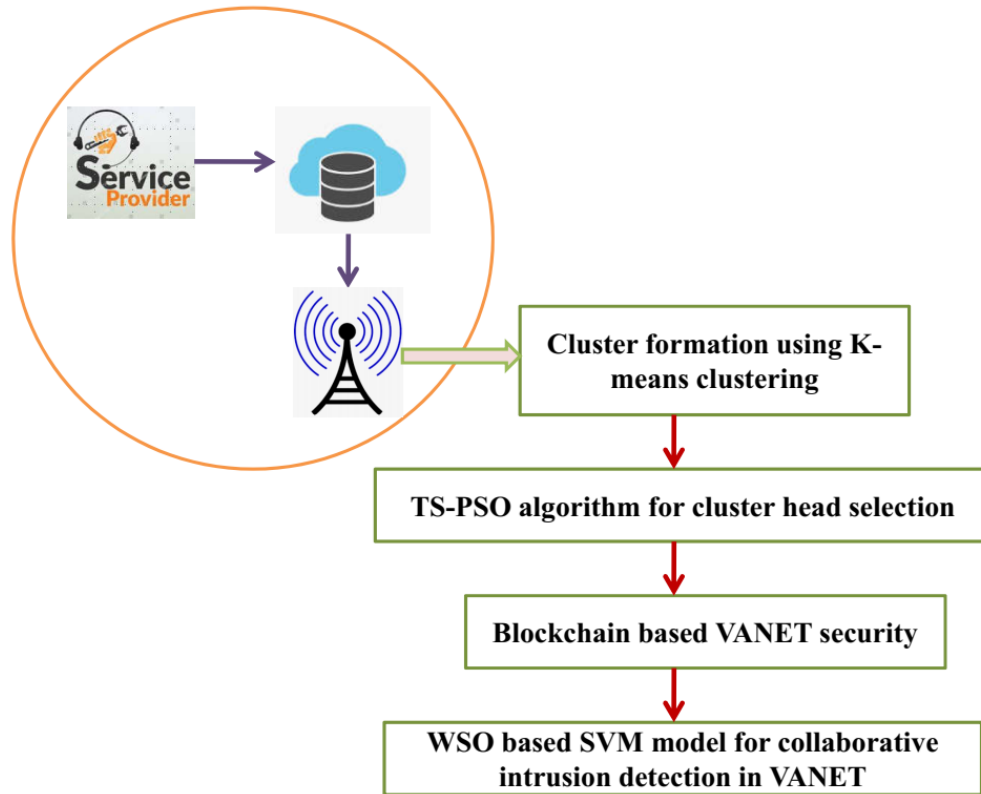 Service
Provider
Cluster formation using K-
means clustering
TS-PSO algorithm for cluster head selection
Blockchain based VANET security
WSO based SVM model for collaborative
intrusion detection in VANET